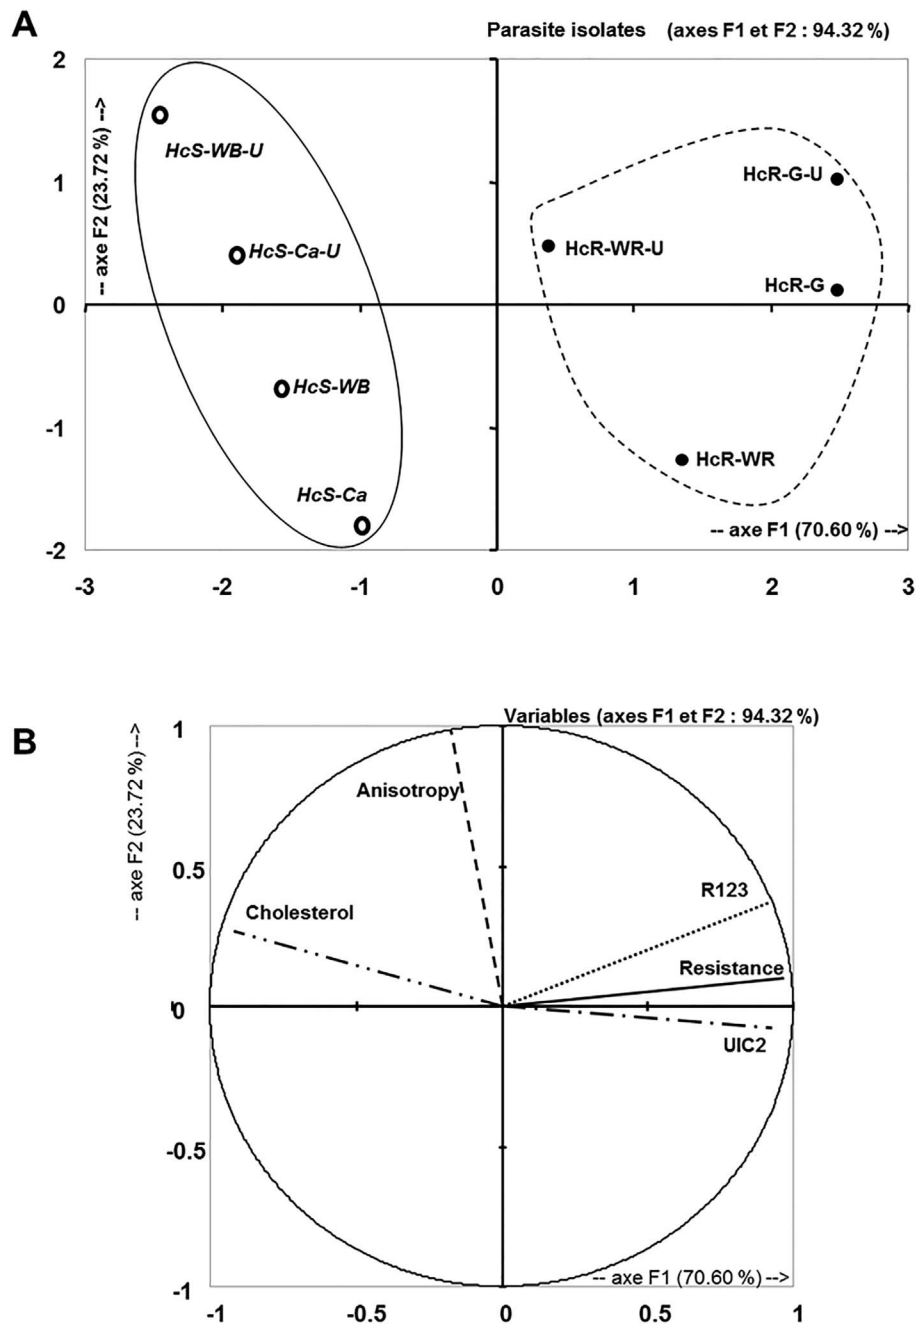 A
Parasite isolates (axes F1 et F2 : 94.32 %)
-- axe F2 (23.72 %) -->
2
1
0
-1
-2
HcS-WB-U
HcS-Ca-U
HcS-WB
HcS-Ca
HcR-G-U
HcR-WR-U
HcR-G
HcR-WR
-- axe F1 (70.60 %) -->
-3 -2 -1 0 1 2 3
B
Variables (axes F1 et F2 : 94.32 %)
-- axe F2 (23.72 %) -->
1
0.5
0
-0.5
-1
Anisotropy
Cholesterol
R123
Resistance
UIC2
-- axe F1 (70.60 %) -->
-1 -0.5 0 0.5 1